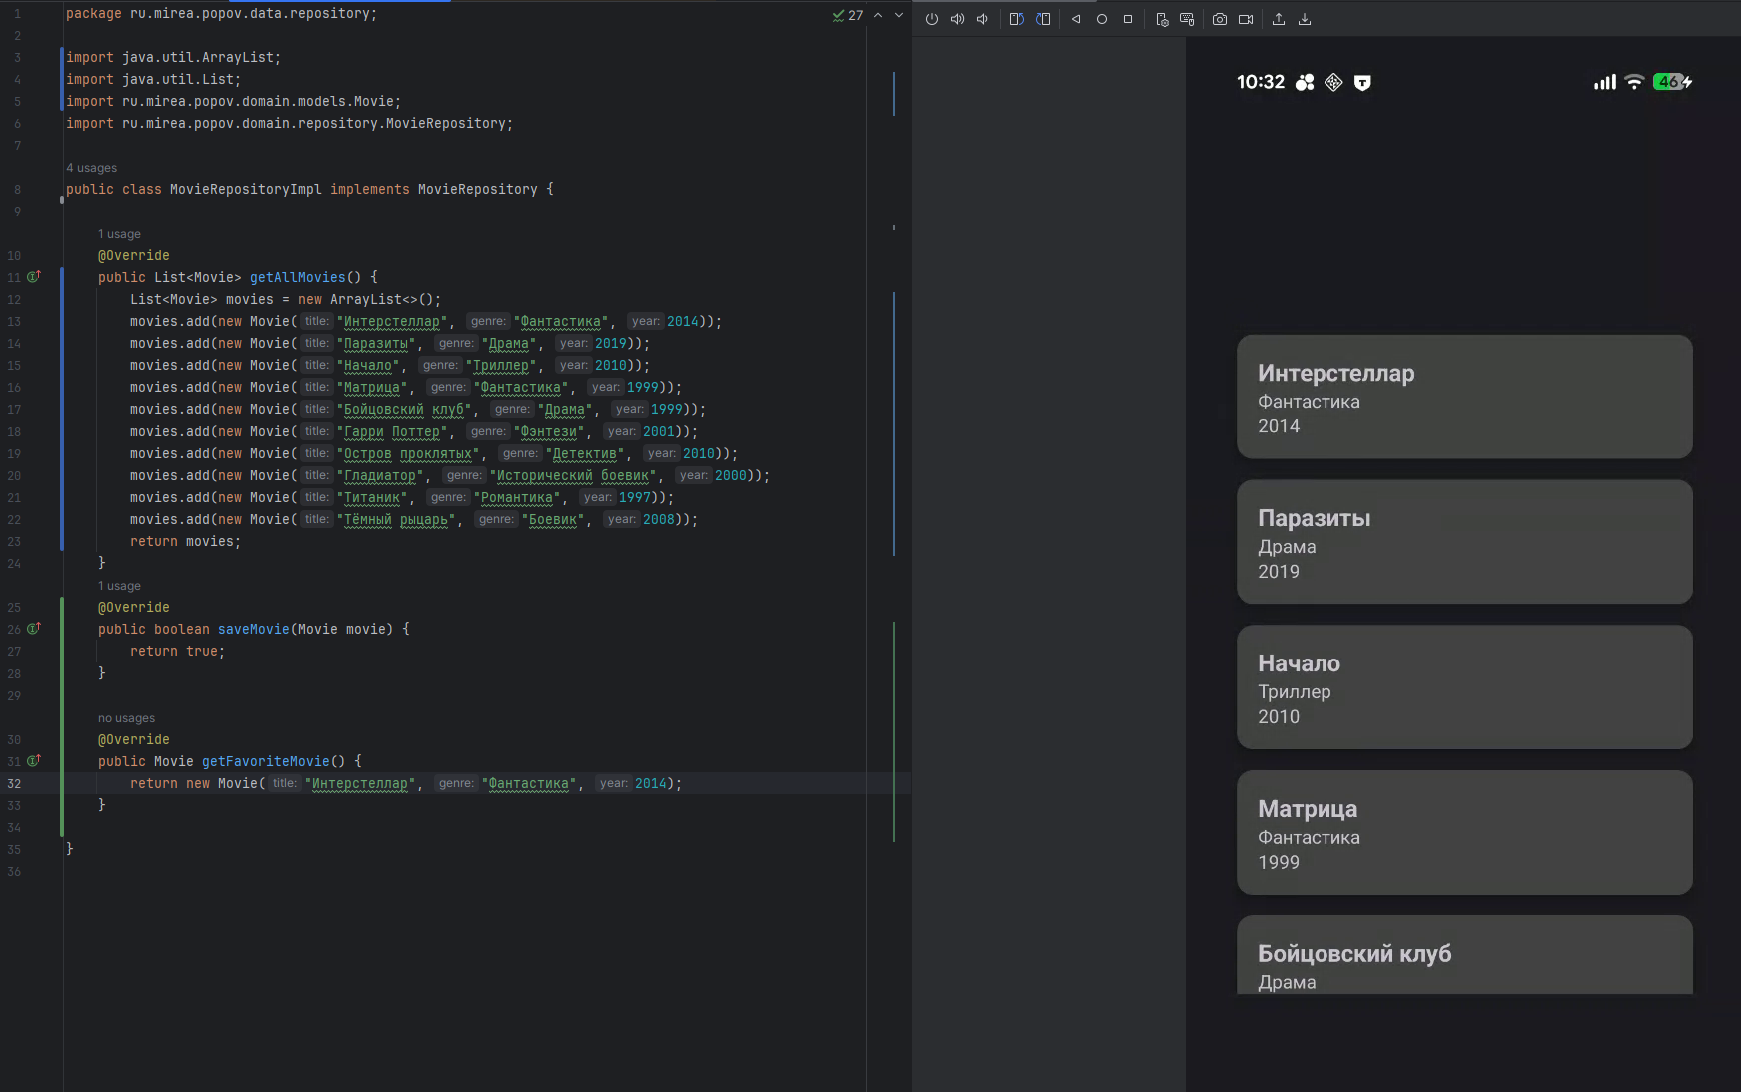 1 package ru.mirea.popov.data.repository;
27
2
3 import java.util.ArrayList;
4 import java.util.List;
5 import ru.mirea.popov.domain.models.Movie;
6 import ru.mirea.popov.domain.repository.MovieRepository;
7
4 usages
8 public class MovieRepositoryImpl implements MovieRepository {
9
1 usage
10 @Override
11 public List<Movie> getAllMovies() {
12 List<Movie> movies = new ArrayList<>();
13 movies.add(new Movie( title: "Интерстеллар", genre: "Фантастика", year: 2014));
14 movies.add(new Movie( title: "Паразиты", genre: "Драма", year: 2019));
15 movies.add(new Movie( title: "Начало", genre: "Триллер", year: 2010));
16 movies.add(new Movie( title: "Матрица", genre: "Фантастика", year: 1999));
17 movies.add(new Movie( title: "Бойцовский клуб", genre: "Драма", year: 1999));
18 movies.add(new Movie( title: "Гарри Поттер", genre: "Фэнтези", year: 2001));
19 movies.add(new Movie( title: "Остров проклятых", genre: "Детектив", year: 2010));
20 movies.add(new Movie( title: "Гладиатор", genre: "Исторический боевик", year: 2000));
21 movies.add(new Movie( title: "Титаник", genre: "Романтика", year: 1997));
22 movies.add(new Movie( title: "Тёмный рыцарь", genre: "Боевик", year: 2008));
23 return movies;
24 }
1 usage
25 @Override
26 public boolean saveMovie(Movie movie) {
27 return true;
28 }
29
no usages
30 @Override
31 public Movie getFavoriteMovie() {
32 return new Movie( title: "Интерстеллар", genre: "Фантастика", year: 2014);
33 }
34
35 }
36
10:32
46
Интерстеллар
Фантастика
2014
Паразиты
Драма
2019
Начало
Триллер
2010
Матрица
Фантастика
1999
Бойцовский клуб
Драма